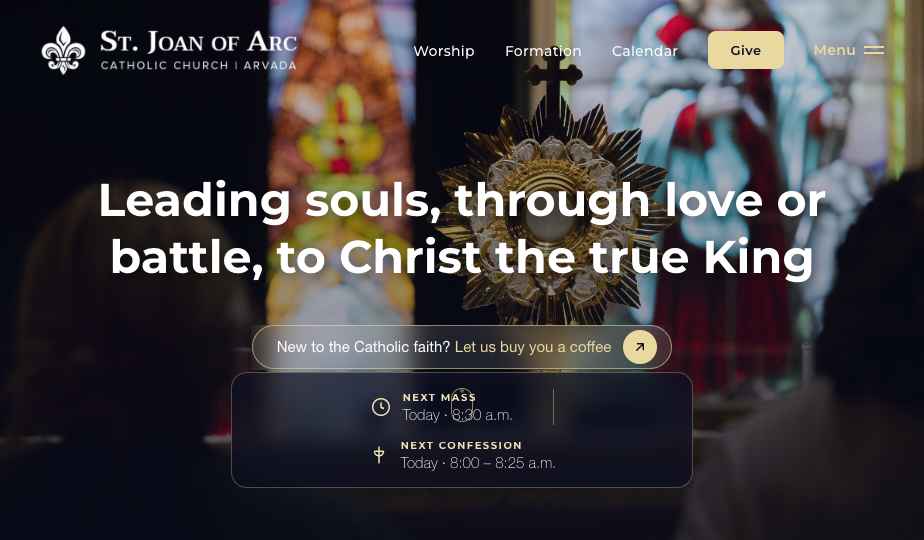 St. Joan of Arc
CATHOLIC CHURCH | ARVADA
Worship
Formation
Calendar
Give
Menu
Leading souls, through love or
battle, to Christ the true King
New to the Catholic faith? Let us buy you a coffee
NEXT MASS
Today · 8:30 a.m.
NEXT CONFESSION
Today · 8:00 – 8:25 a.m.